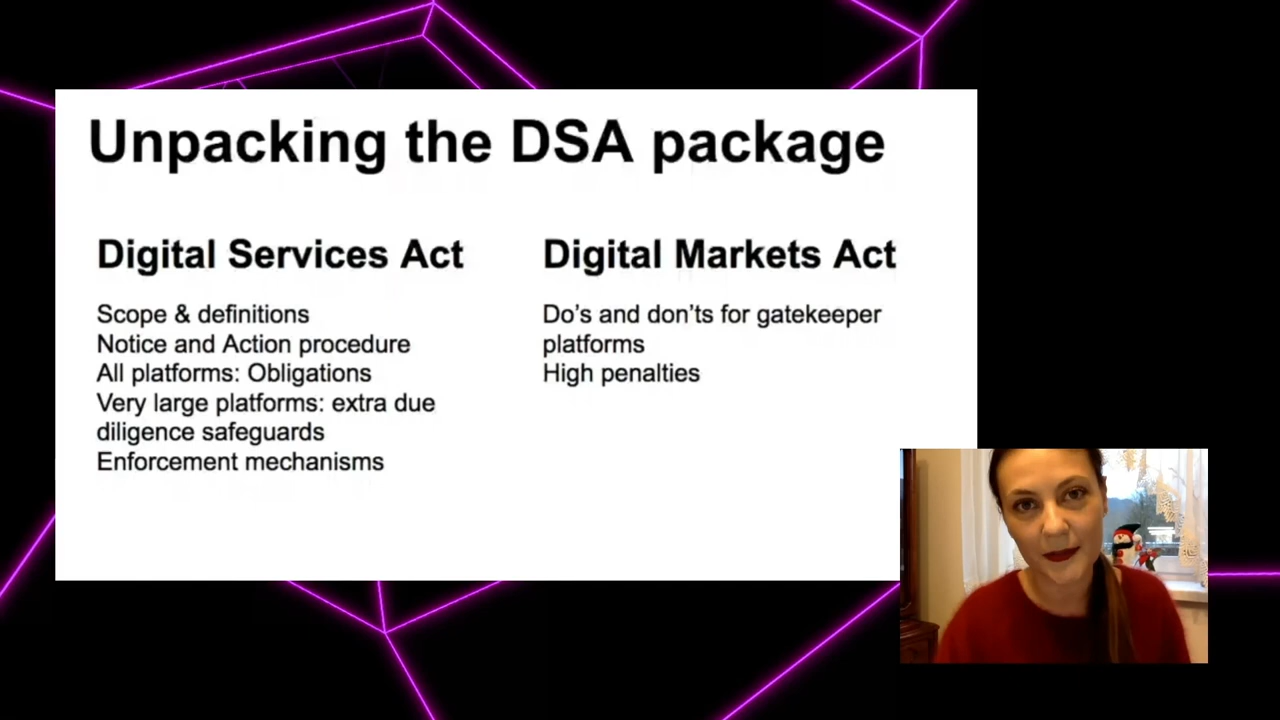 Unpacking the DSA package
Digital Services Act
Scope & definitions
Notice and Action procedure
All platforms: Obligations
Very large platforms: extra due
diligence safeguards
Enforcement mechanisms
Digital Markets Act
Do’s and don’ts for gatekeeper
platforms
High penalties